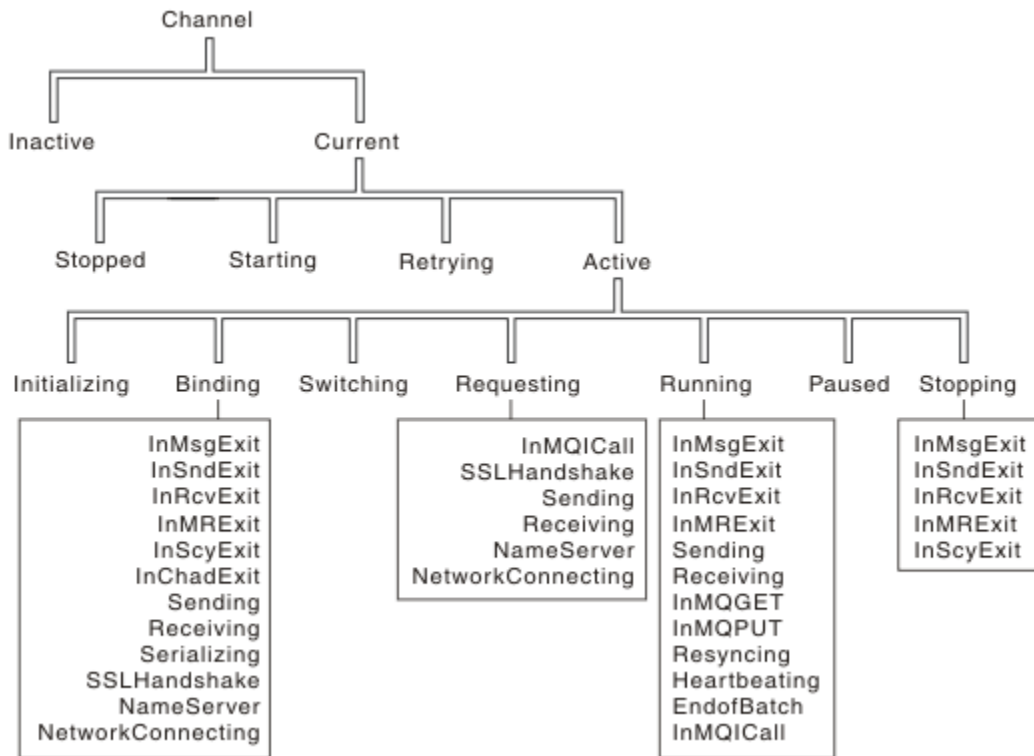 Channel
Inactive
Current
Stopped
Starting
Retrying
Active
Initializing
Binding
Switching
Requesting
Running
Paused
Stopping
InMsgExit
InSndExit
InRcvExit
InMRExit
InScyExit
InChadExit
Sending
Receiving
Serializing
SSLHandshake
NameServer
NetworkConnecting
InMQICall
SSLHandshake
Sending
Receiving
NameServer
NetworkConnecting
InMsgExit
InSndExit
InRcvExit
InMRExit
Sending
Receiving
InMQGET
InMQPUT
Resyncing
Heartbeating
EndofBatch
InMQICall
InMsgExit
InSndExit
InRcvExit
InMRExit
InScyExit